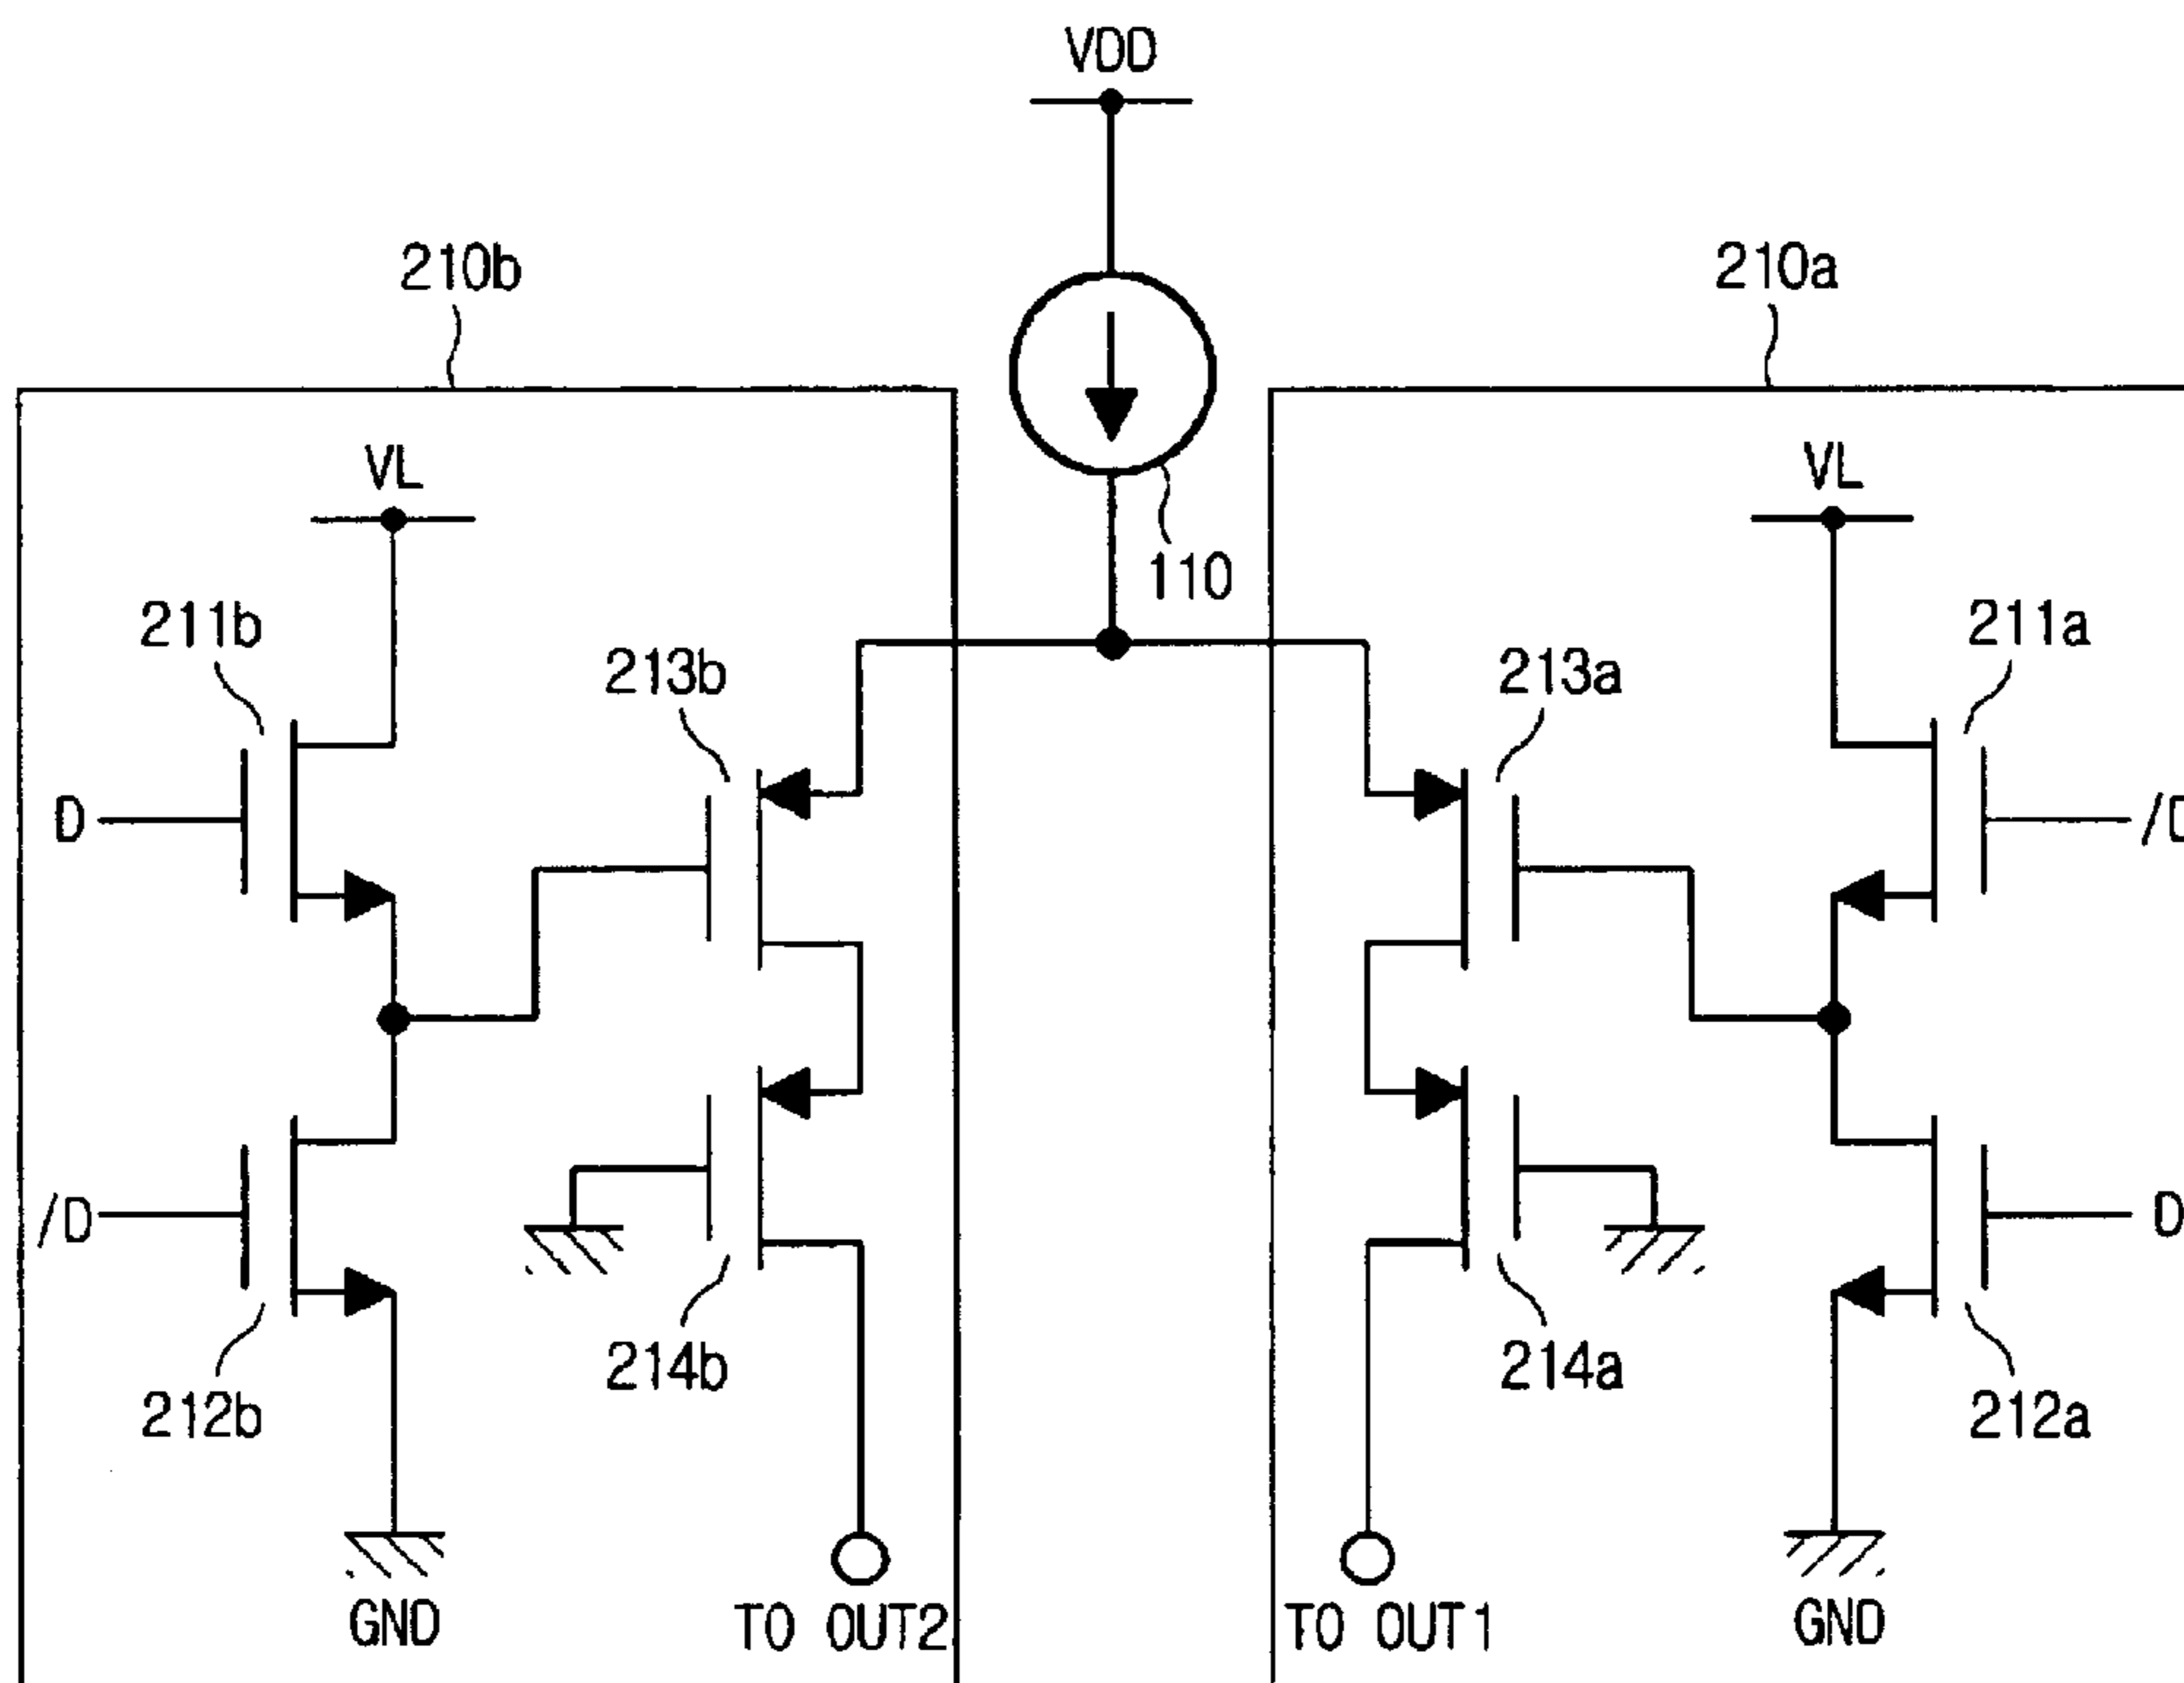 VDD
210b
210a
VL
VL
110
211b
211a
213b
213a
D
/D
/D
D
214b
214a
212b
212a
GND
TO OUT2
TO OUT1
GND